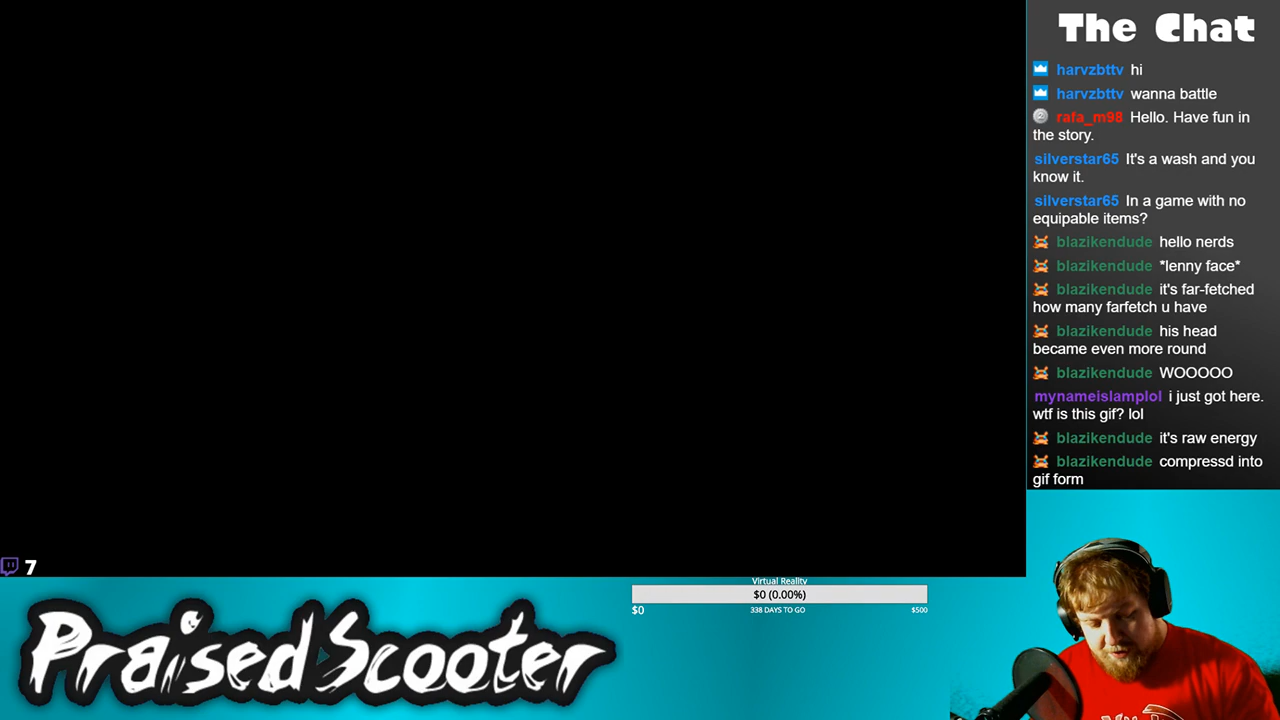 The Chat
harvzbttv hi
harvzbttv wanna battle
rafa_m98 Hello. Have fun in
the story.
silverstar65 It's a wash and you
know it.
silverstar65 In a game with no
equipable items?
blazikendude hello nerds
blazikendude *lenny face*
blazikendude it's far-fetched
how many farfetch u have
blazikendude his head
became even more round
blazikendude WOOOOO
mynameislamplol i just got here.
wtf is this gif? lol
blazikendude it's raw energy
blazikendude compressd into
gif form
7
Virtual Reality
$0 (0.00%)
$0 338 DAYS TO GO $500
PraisedScooter